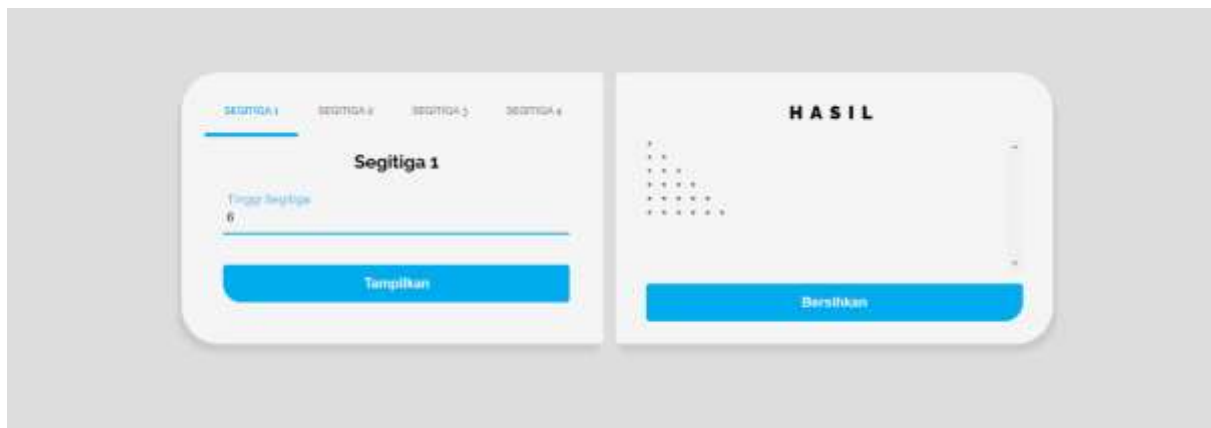 SEGITIGA 1 SEGITIGA 2 SEGITIGA 3 SEGITIGA 4
Segitiga 1
Tinggi Segitiga
6
Tampilkan
HASIL
*
* *
* * *
* * * *
* * * * *
* * * * * *
Bersihkan